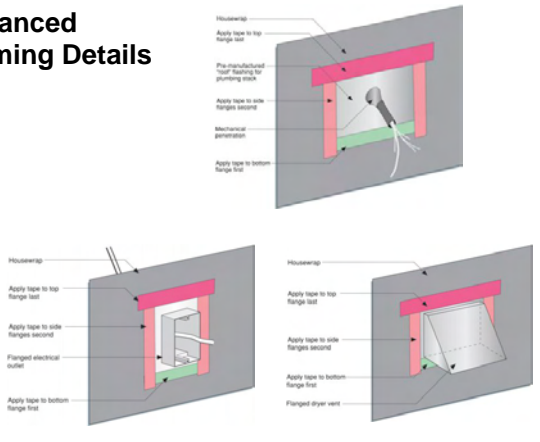 anced
ming Details
Housewrap
Apply tape to top
flange last
Pre-manufactured
"roof" flashing for
plumbing stack
Apply tape to side
flanges second
Mechanical
penetration
Apply tape to bottom
flange first
Housewrap
Apply tape to top
flange last
Apply tape to side
flanges second
Flanged electrical
outlet
Apply tape to bottom
flange first
Housewrap
Apply tape to top
flange last
Apply tape to side
flanges second
Apply tape to bottom
flange first
Flanged dryer vent